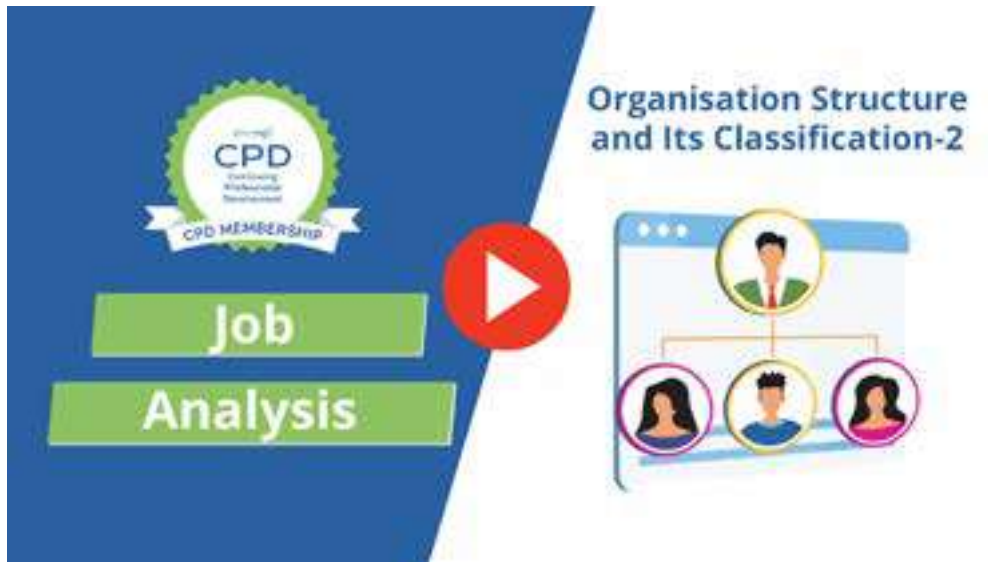 CPD
Continuing
Professional
Development
CPD MEMBERSHIP
Job
Analysis
Organisation Structure
and Its Classification-2